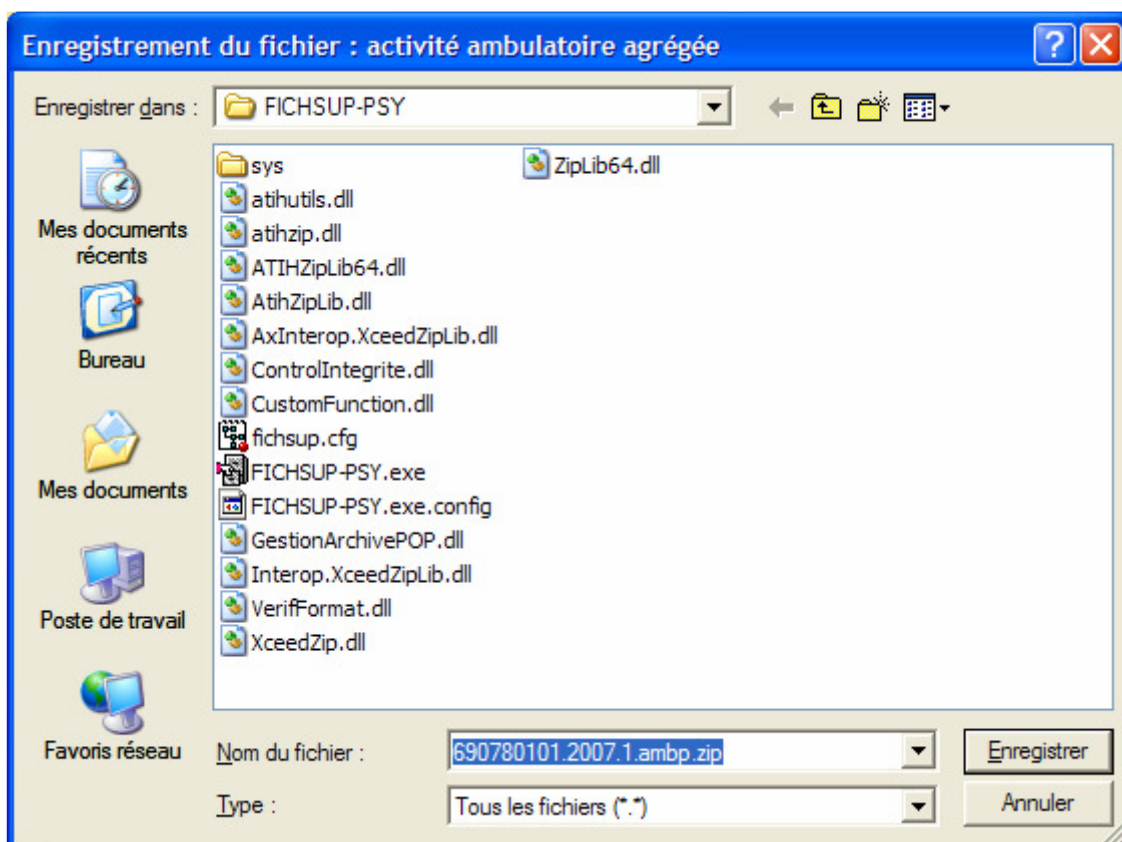 Enregistrement du fichier : activité ambulatoire agrégée
Enregistrer dans :
FICHSUP-PSY
Mes documents
récents
Bureau
Mes documents
Poste de travail
Favoris réseau
sys
atihutils.dll
atihzip.dll
ATIHZipLib64.dll
AtihZipLib.dll
AxInterop.XceedZipLib.dll
ControlIntegrite.dll
CustomFunction.dll
fichsup.cfg
FICHSUP-PSY.exe
FICHSUP-PSY.exe.config
GestionArchivePOP.dll
Interop.XceedZipLib.dll
VerifFormat.dll
XceedZip.dll
ZipLib64.dll
Nom du fichier :
690780101.2007.1.ambp.zip
Enregistrer
Type :
Tous les fichiers (*.*)
Annuler